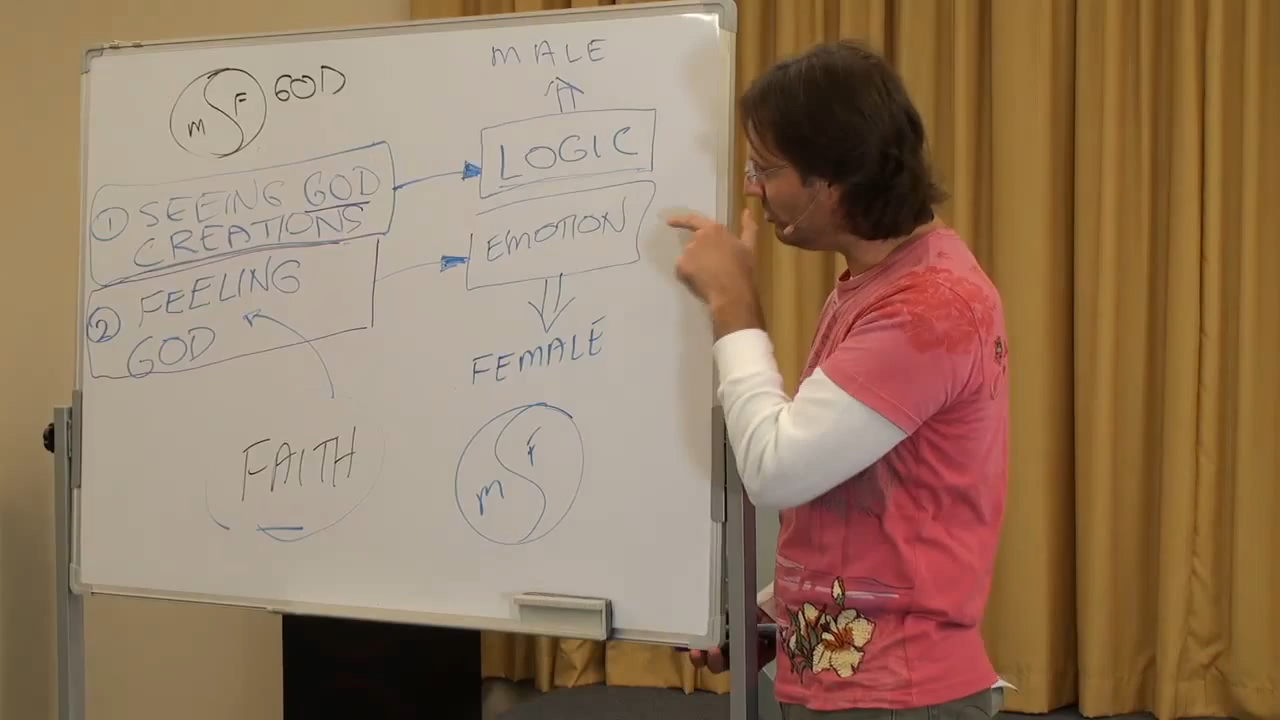 m F GOD
① SEEING GOD
CREATIONS
② FEELING
GOD
FAITH
MALE
LOGIC
EMOTION
FEMALE
m F